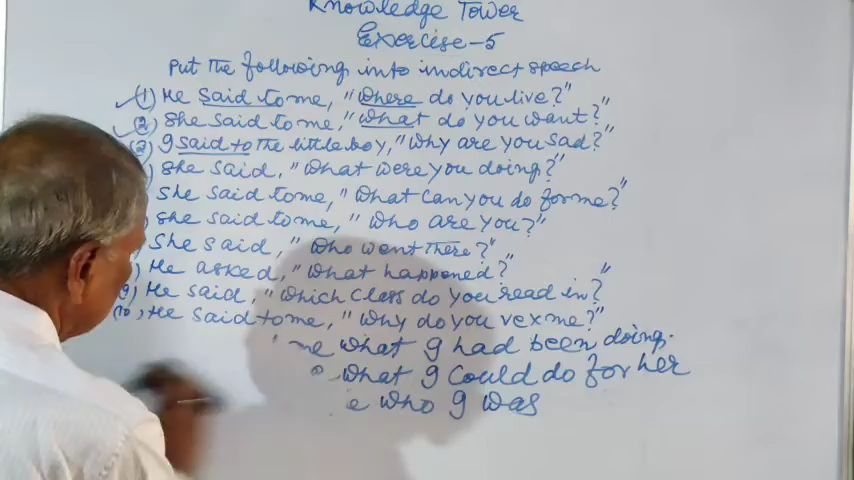 Knowledge Tower
Exercise-5
Put the following into indirect speech
(1) He said to me, "Where do you live?"
(2) She said to me, "What do you want?"
(3) I said to the little boy, "Why are you sad?"
) She said, "What were you doing?"
She said to me, "What can you do for me?"
) She said to me, "Who are you?"
) She said, "Who went there?"
) He asked, "What happened?"
9) He said, "Which class do you read in?"
(10) He said to me, "Why do you vex me?"
me what I had been doing.
what I could do for her
who I was